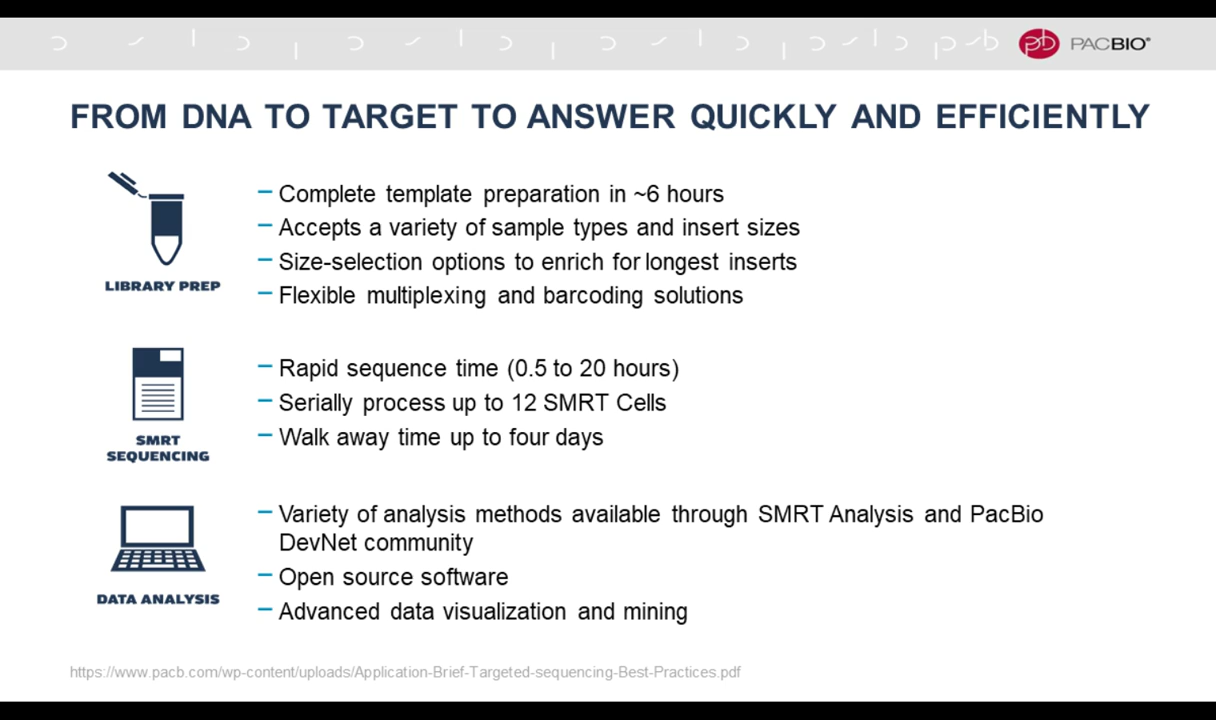 PACBIO®
FROM DNA TO TARGET TO ANSWER QUICKLY AND EFFICIENTLY
– Complete template preparation in ~6 hours
– Accepts a variety of sample types and insert sizes
– Size-selection options to enrich for longest inserts
– Flexible multiplexing and barcoding solutions
LIBRARY PREP
– Rapid sequence time (0.5 to 20 hours)
– Serially process up to 12 SMRT Cells
– Walk away time up to four days
SMRT
SEQUENCING
– Variety of analysis methods available through SMRT Analysis and PacBio
DevNet community
– Open source software
– Advanced data visualization and mining
DATA ANALYSIS
https://www.pacb.com/wp-content/uploads/Application-Brief-Targeted-sequencing-Best-Practices.pdf